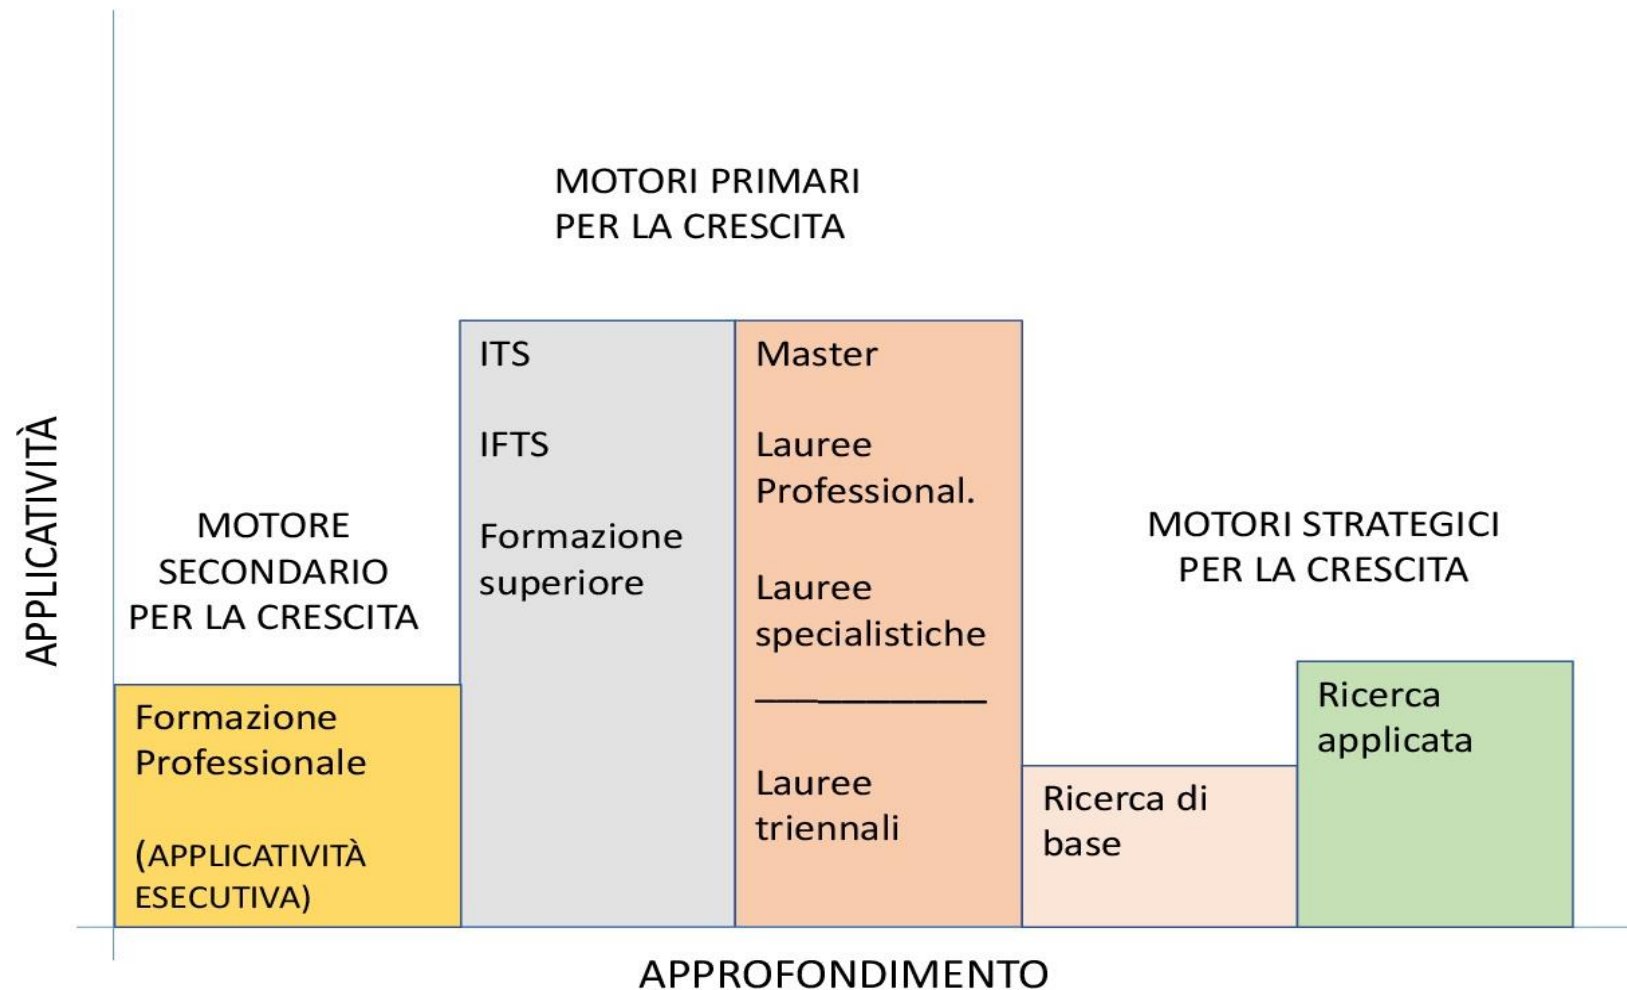 MOTORI PRIMARI
PER LA CRESCITA
APPLICATIVITÀ
MOTORE
SECONDARIO
PER LA CRESCITA
Formazione
Professionale
(APPLICATIVITÀ
ESECUTIVA)
ITS
IFTS
Formazione
superiore
Master
Lauree
Professional.
Lauree
specialistiche
Lauree
triennali
MOTORI STRATEGICI
PER LA CRESCITA
Ricerca di
base
Ricerca
applicata
APPROFONDIMENTO